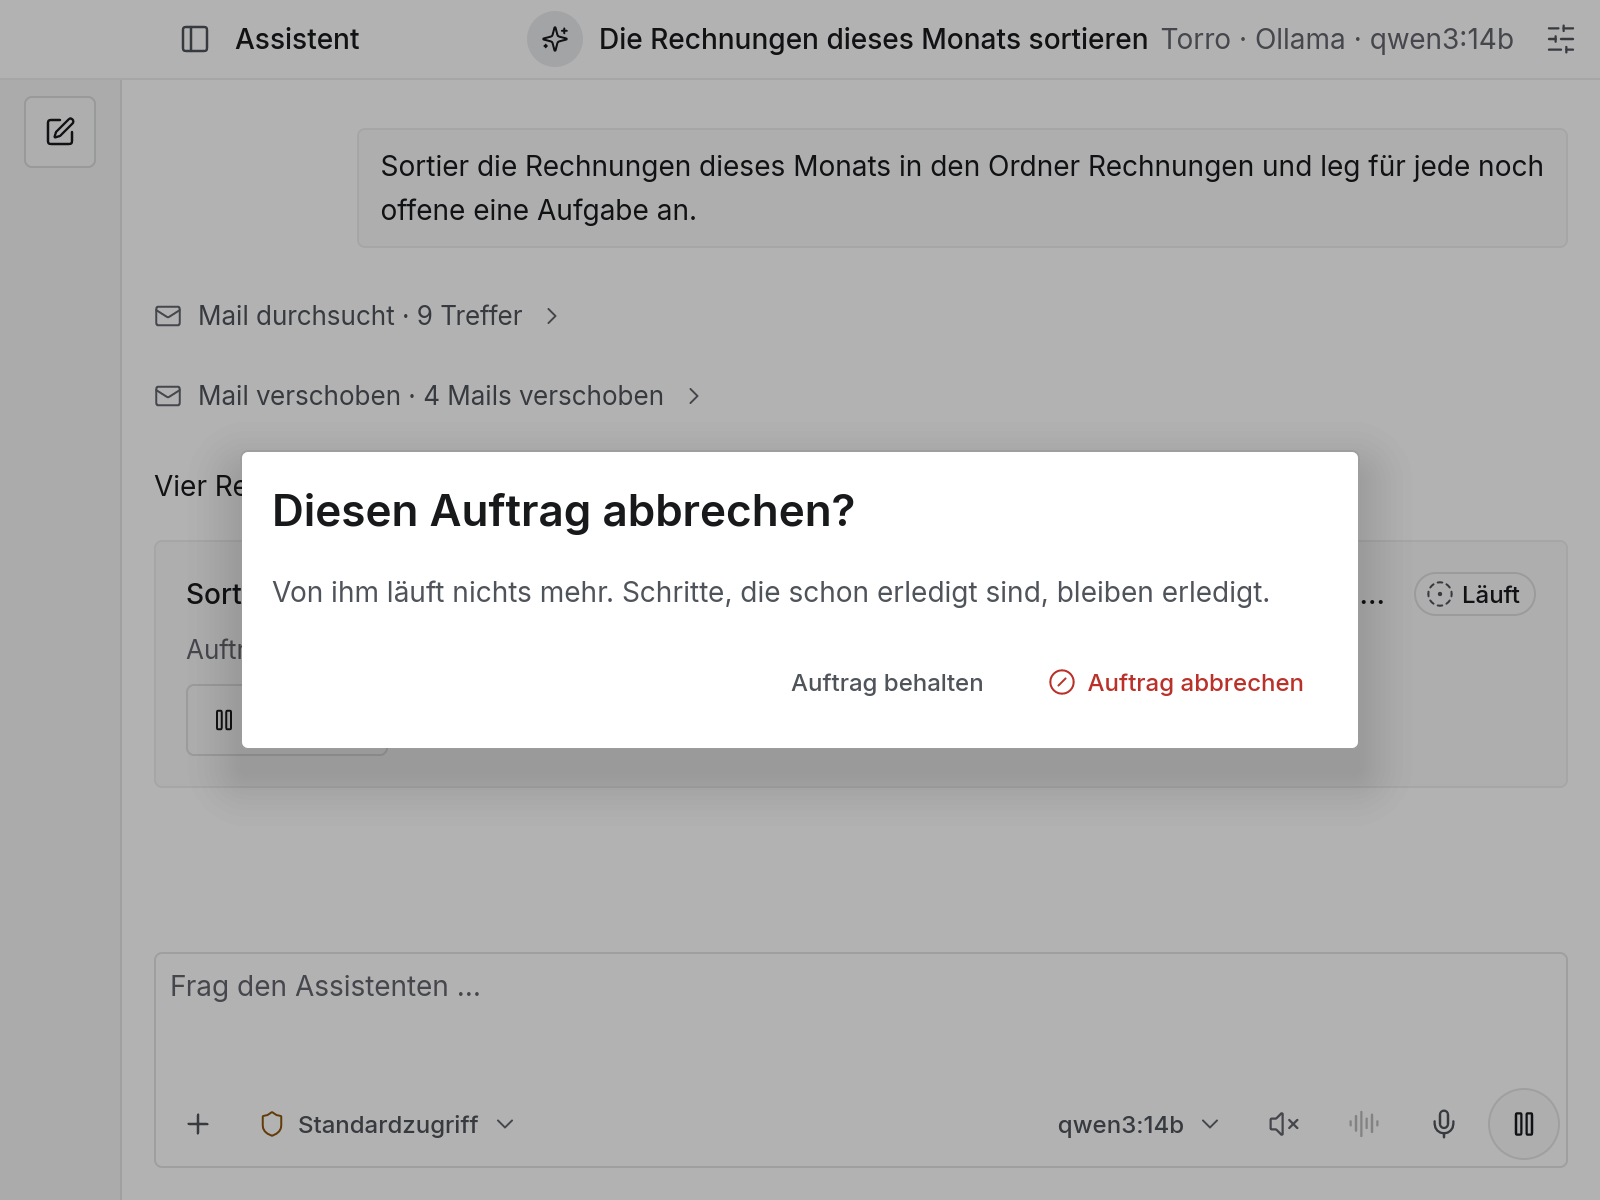 Assistent
Die Rechnungen dieses Monats sortieren Torro · Ollama · qwen3:14b
Sortier die Rechnungen dieses Monats in den Ordner Rechnungen und leg für jede noch
offene eine Aufgabe an.
Mail durchsucht · 9 Treffer
Mail verschoben · 4 Mails verschoben
Vier
Diesen Auftrag abbrechen?
Von ihm läuft nichts mehr. Schritte, die schon erledigt sind, bleiben erledigt.
Auftrag behalten
Auftrag abbrechen
... Läuft
Frag den Assistenten ...
Standardzugriff
qwen3:14b